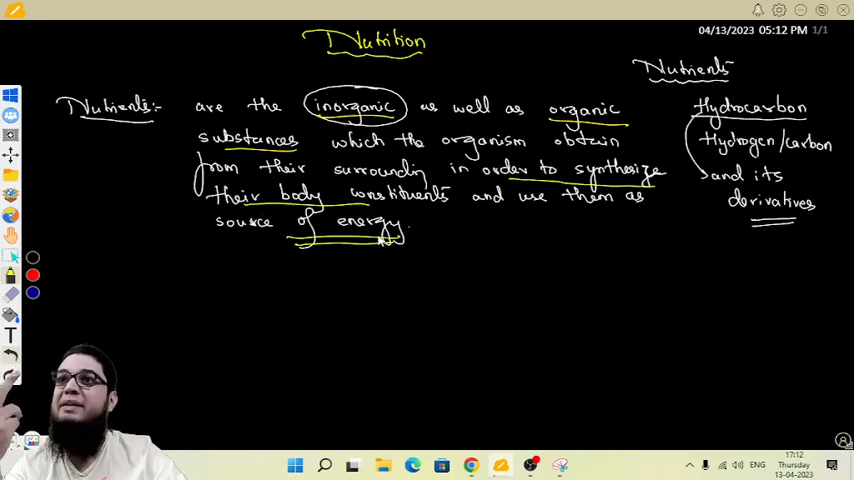 04/13/2023 05:12 PM 1/1
Nutrition
Nutrients
Nutrients:- are the inorganic as well as organic
substances which the organism obtain
from their surrounding in order to synthesize
their body constituents and use them as
source of energy.
Hydrocarbon
Hydrogen/carbon
and its
derivatives
T
ENG
17:12
Thursday
13-04-2023